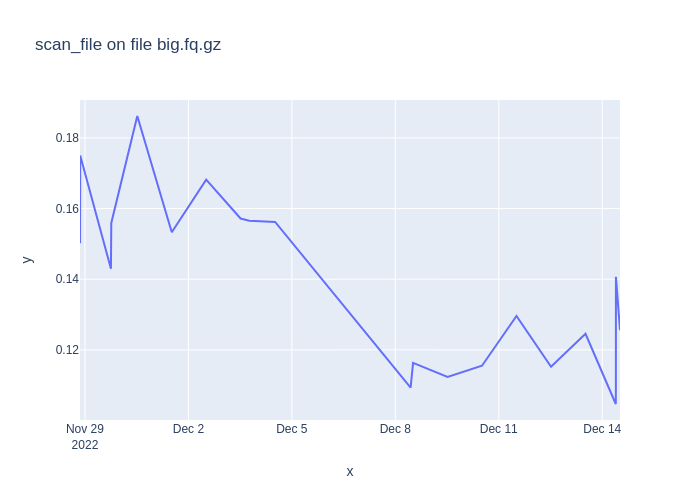 scan_file on file big.fq.gz
0.18
0.16
0.14
0.12
y
Nov 29
2022
Dec 2
Dec 5
Dec 8
Dec 11
Dec 14
x